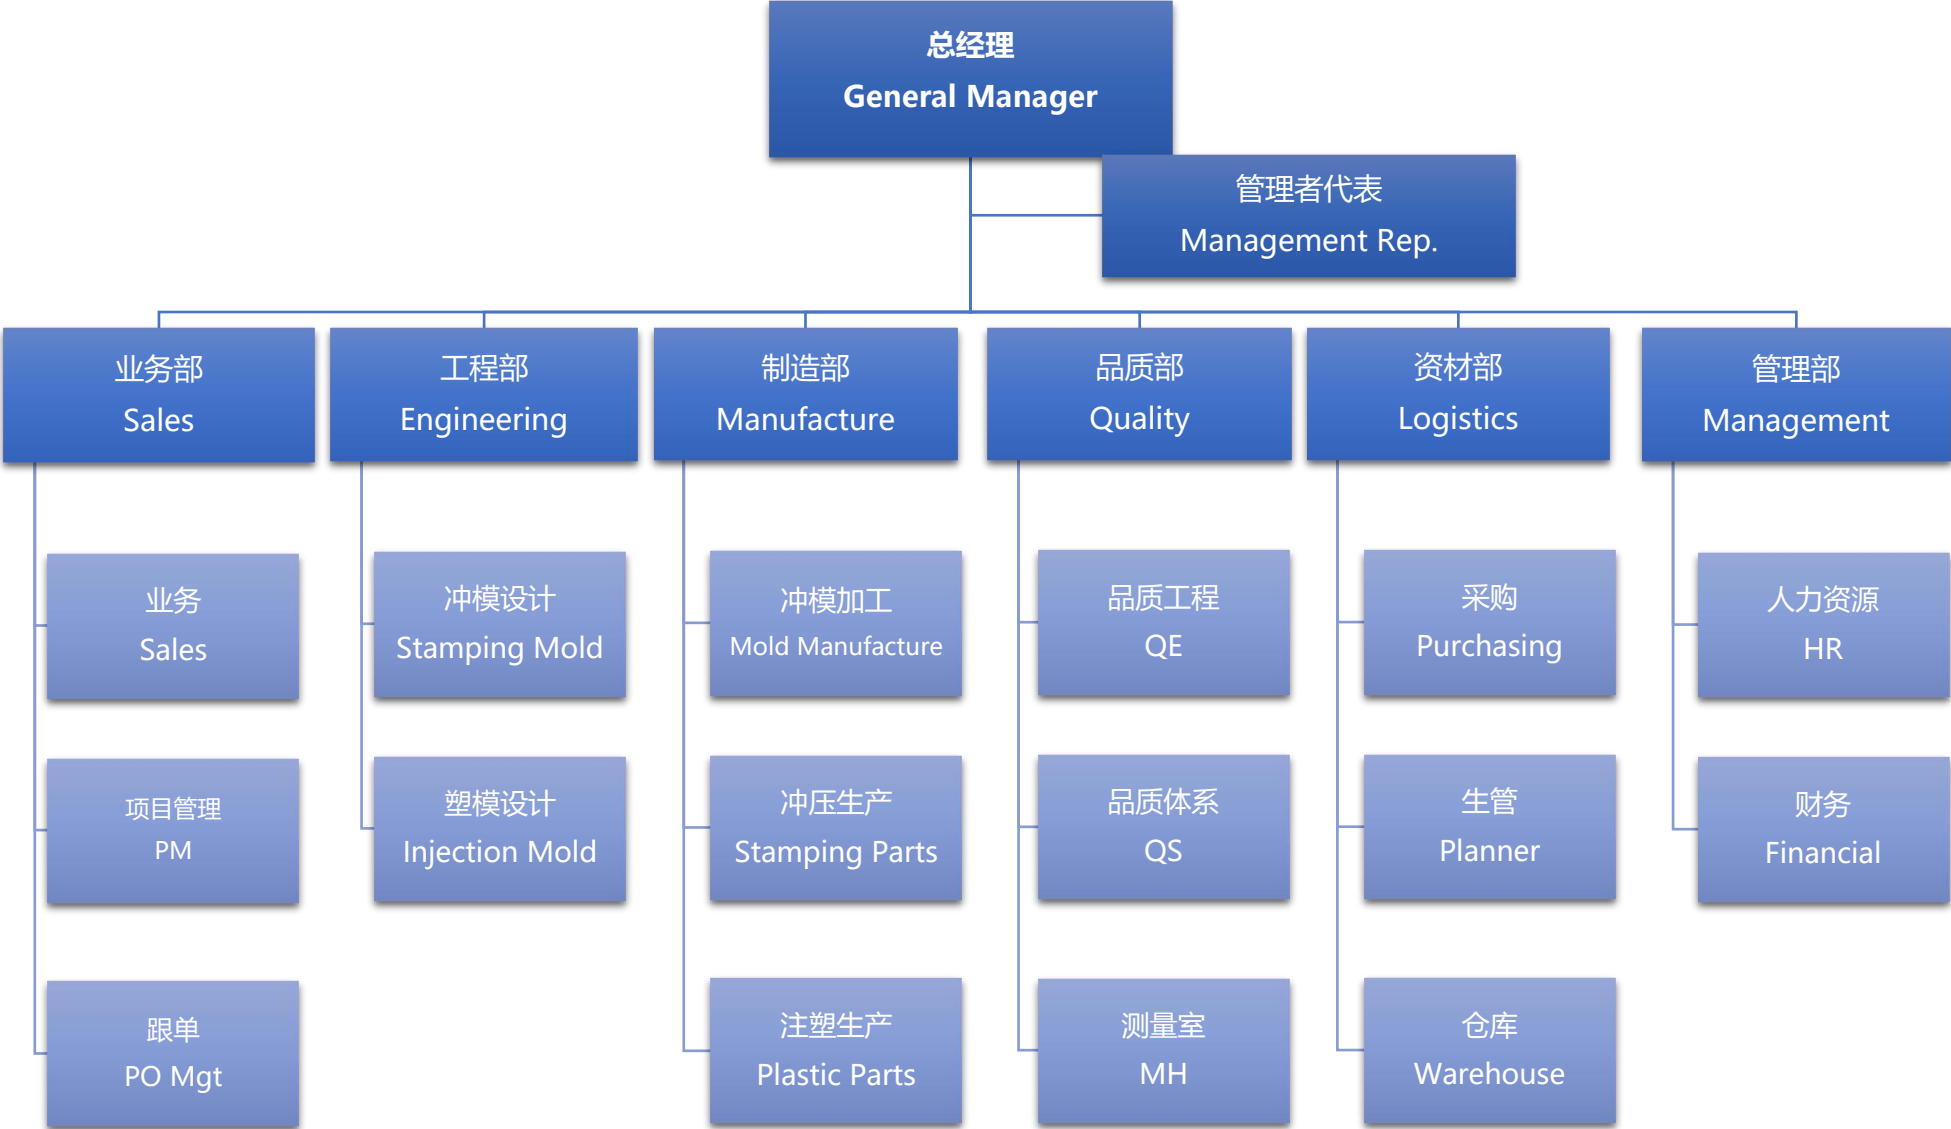 总经理
General Manager
管理者代表
Management Rep.
业务部
Sales
工程部
Engineering
制造部
Manufacture
品质部
Quality
资材部
Logistics
管理部
Management
业务
Sales
冲模设计
Stamping Mold
冲模加工
Mold Manufacture
品质工程
QE
采购
Purchasing
人力资源
HR
项目管理
PM
塑模设计
Injection Mold
冲压生产
Stamping Parts
品质体系
QS
生管
Planner
财务
Financial
跟单
PO Mgt
注塑生产
Plastic Parts
测量室
MH
仓库
Warehouse